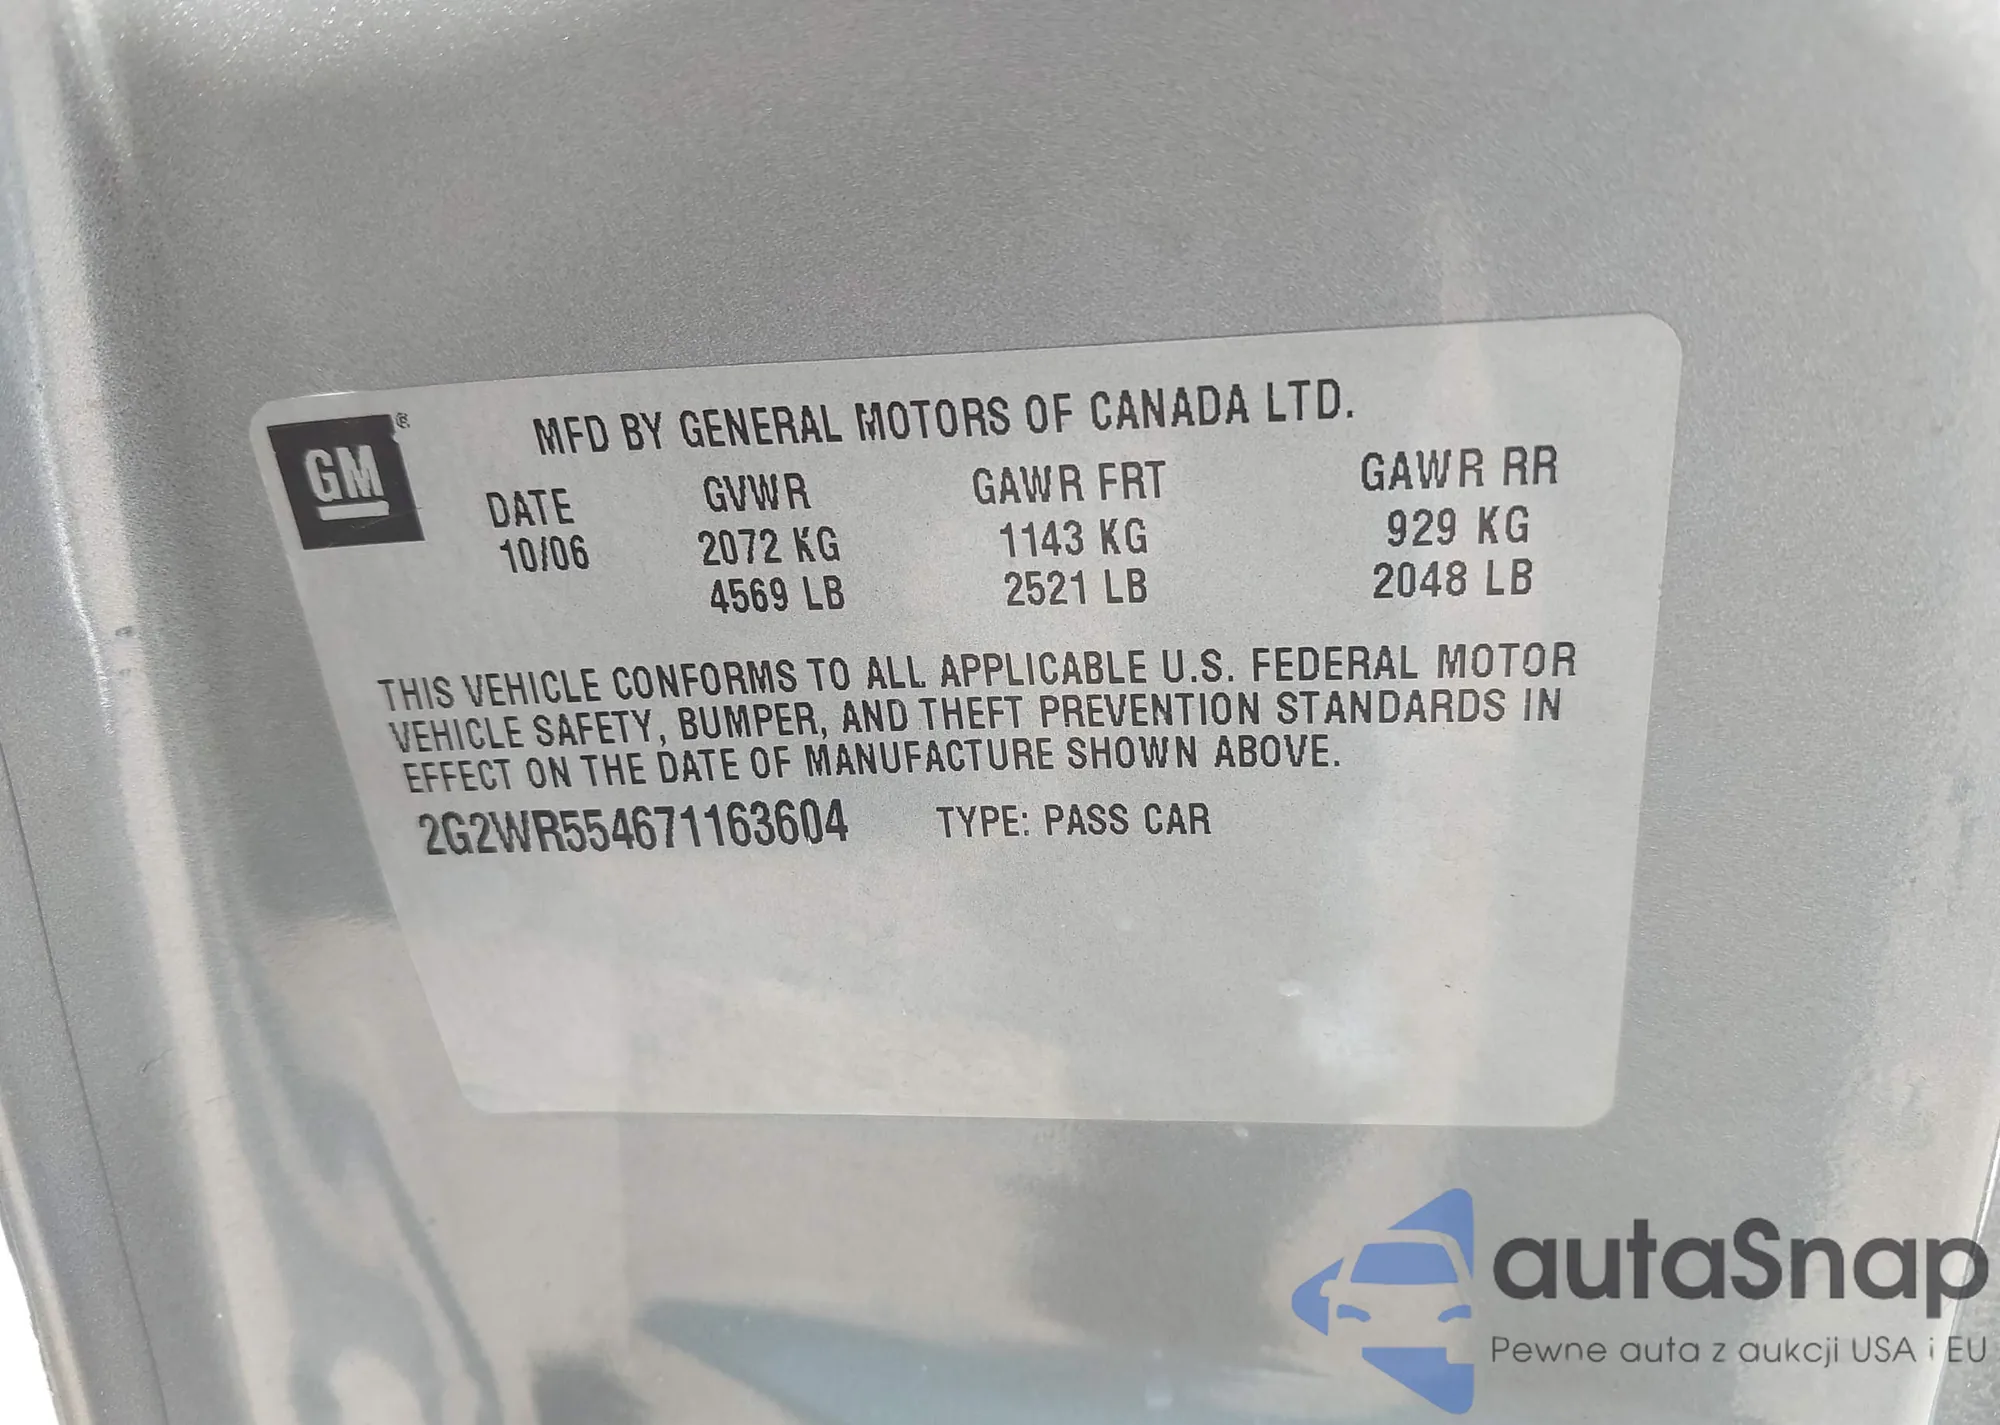 GM®
MFD BY GENERAL MOTORS OF CANADA LTD.
DATE GVWR GAWR FRT GAWR RR
10/06 2072 KG 1143 KG 929 KG
4569 LB 2521 LB 2048 LB
THIS VEHICLE CONFORMS TO ALL APPLICABLE U.S. FEDERAL MOTOR
VEHICLE SAFETY, BUMPER, AND THEFT PREVENTION STANDARDS IN
EFFECT ON THE DATE OF MANUFACTURE SHOWN ABOVE.
2G2WR554671163604 TYPE: PASS CAR
autaSnap
Pewne auta z aukcji USA i EU